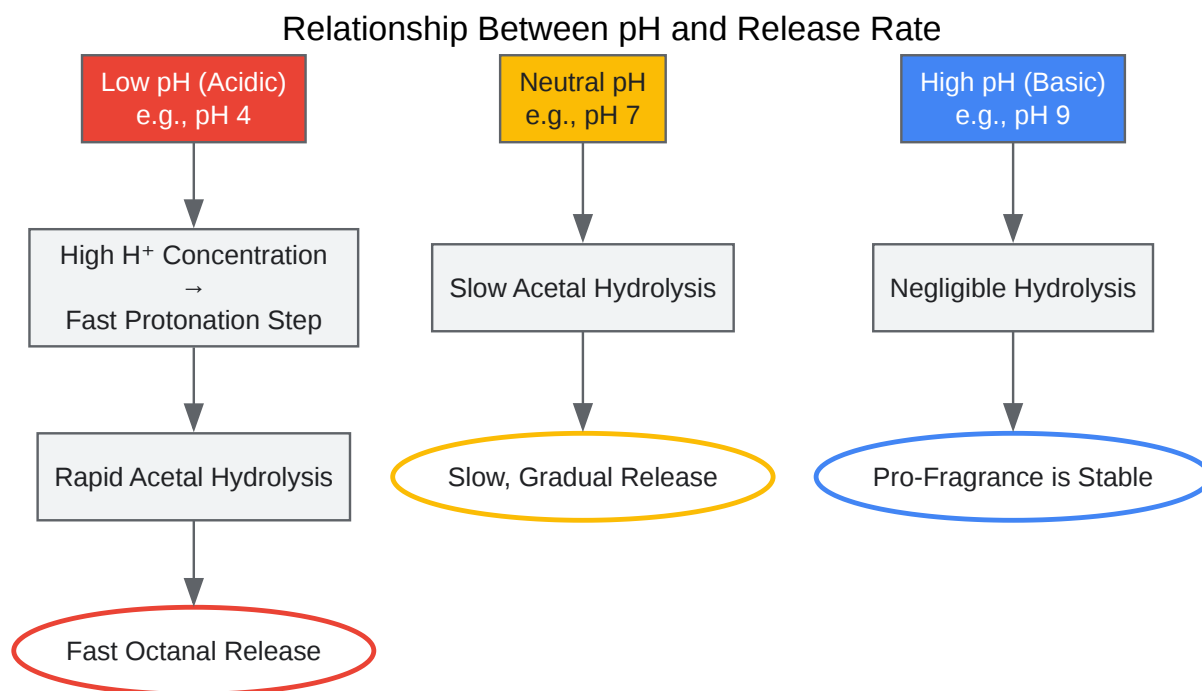 Relationship Between pH and Release Rate
Low pH (Acidic)
e.g., pH 4
High H⁺ Concentration
→
Fast Protonation Step
Rapid Acetal Hydrolysis
Fast Octanal Release
Neutral pH
e.g., pH 7
Slow Acetal Hydrolysis
Slow, Gradual Release
High pH (Basic)
e.g., pH 9
Negligible Hydrolysis
Pro-Fragrance is Stable